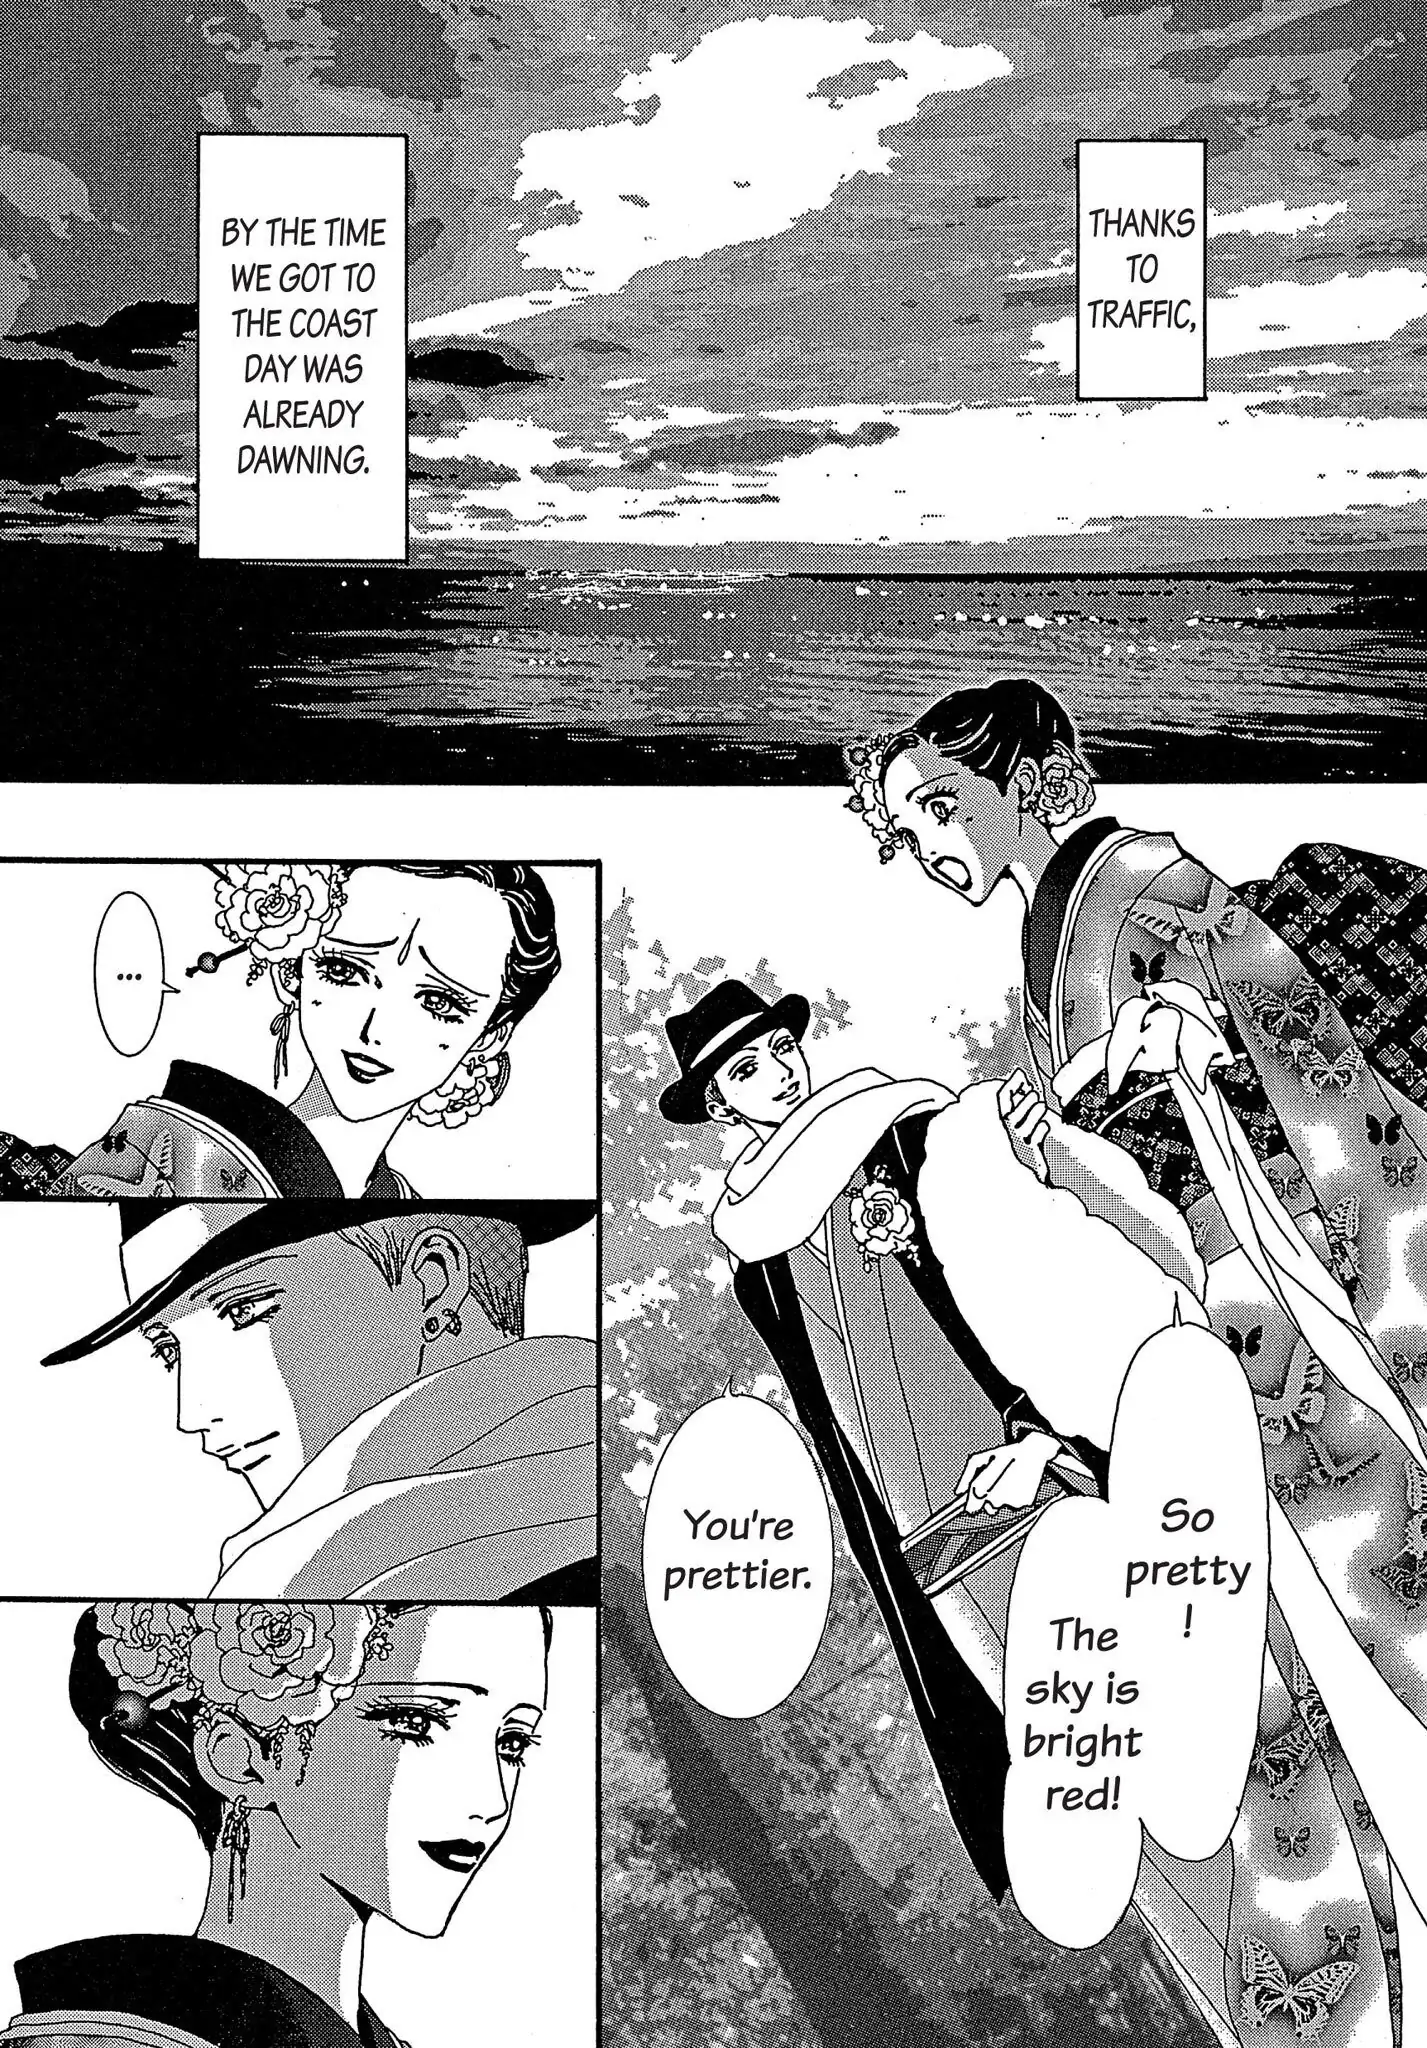 THANKS
TO
TRAFFIC,
BY THE TIME
WE GOT TO
THE COAST
DAY WAS
ALREADY
DAWNING.
So
pretty
!
The
sky is
bright
red!
You're
prettier.
...